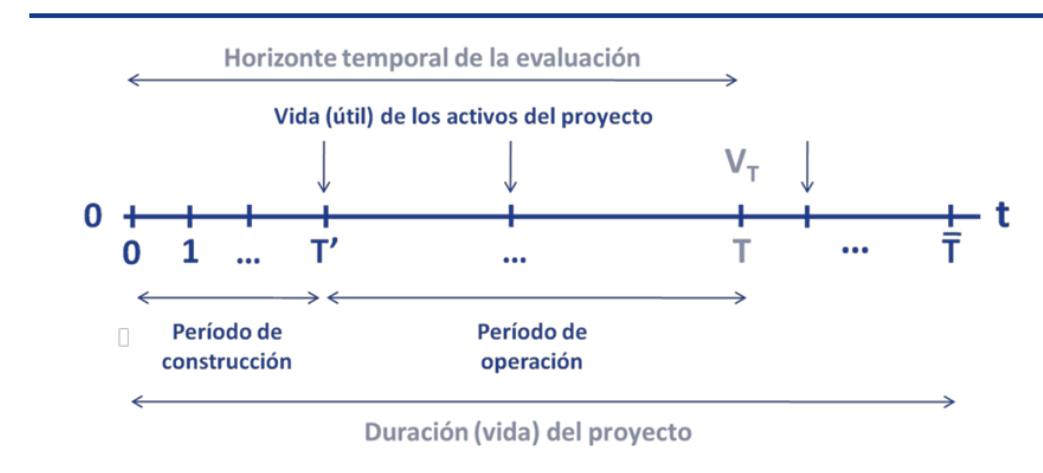 Horizonte temporal de la evaluación
Vida (útil) de los activos del proyecto
V_T
0 t
0 1 ... T’ ... T ... T̅
Período de construcción
Período de operación
Duración (vida) del proyecto